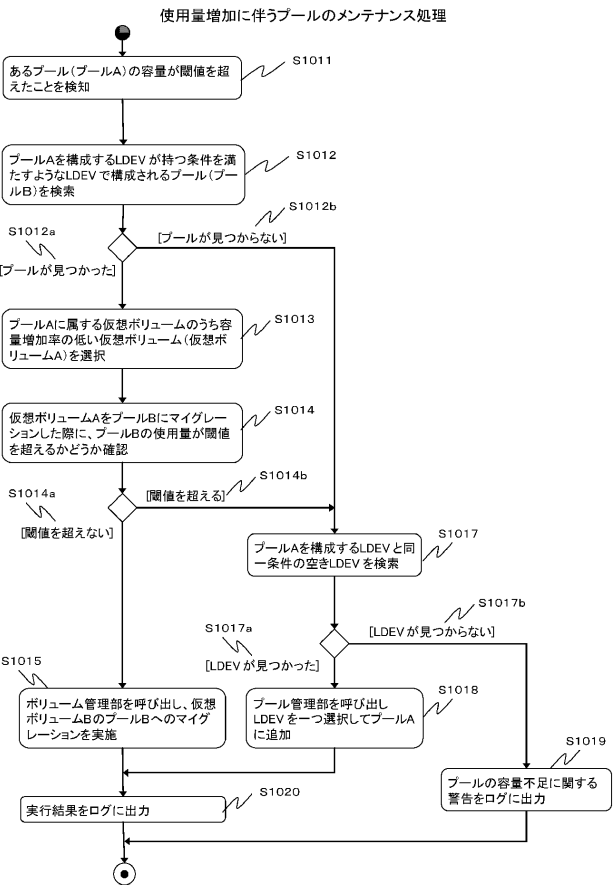 使用量増加に伴うプールのメンテナンス処理
S1011
あるプール(プールA)の容量が閾値を超
えたことを検知
S1012
プールAを構成するLDEVが持つ条件を満
たすようなLDEVで構成されるプール(プー
ルB)を検索
S1012b
S1012a
[プールが見つからない]
[プールが見つかった]
S1013
プールAに属する仮想ボリュームのうち容
量増加率の低い仮想ボリューム(仮想ボ
リュームA)を選択
S1014
仮想ボリュームAをプールBにマイグレー
ションした際に、プールBの使用量が閾値
を超えるかどうか確認
S1014b
S1014a
[閾値を超える]
[閾値を超えない]
S1017
プールAを構成するLDEVと同
一条件の空きLDEVを検索
S1017b
S1017a
[LDEVが見つからない]
[LDEVが見つかった]
S1015
S1018
ボリューム管理部を呼び出し、仮想
ボリュームBのプールBへのマイグ
レーションを実施
プール管理部を呼び出し
LDEVを一つ選択してプールA
に追加
S1019
プールの容量不足に関する
警告をログに出力
S1020
実行結果をログに出力